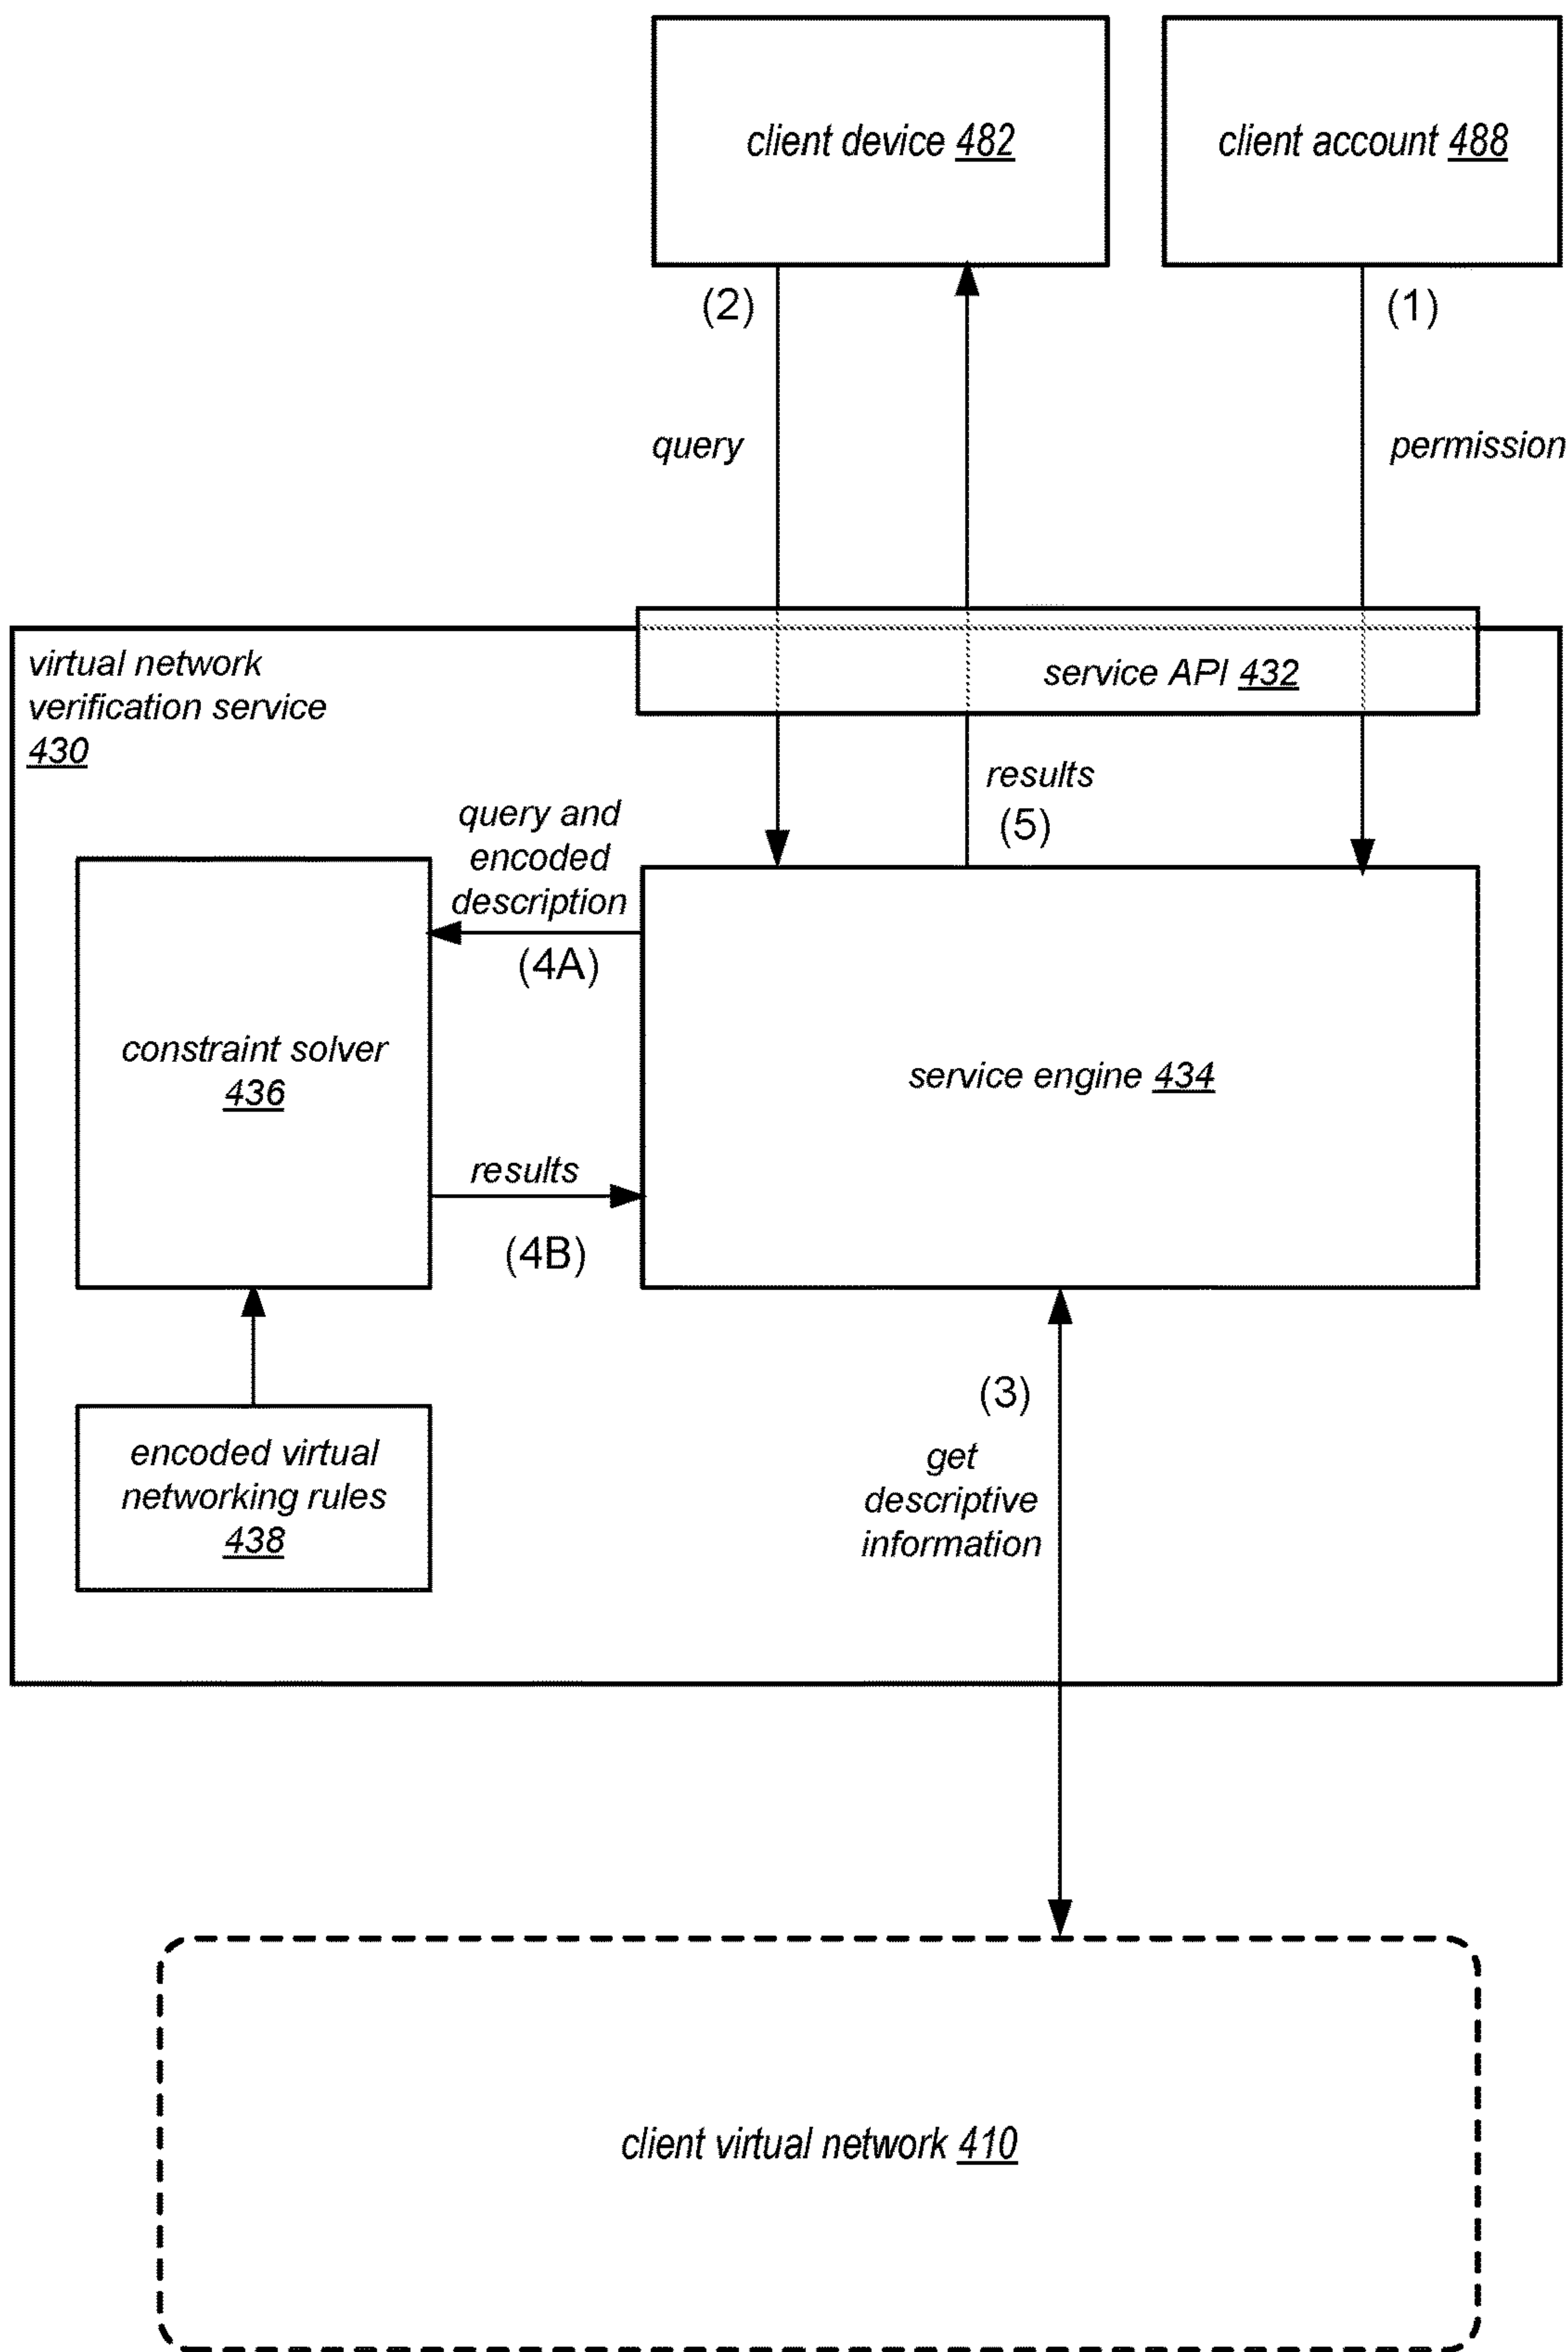 client device 482
client account 488
(2)
(1)
query
permission
virtual network
verification service
430
service API 432
results
(5)
query and
encoded
description
(4A)
constraint solver
436
service engine 434
results
(4B)
(3)
get
descriptive
information
encoded virtual
networking rules
438
client virtual network 410